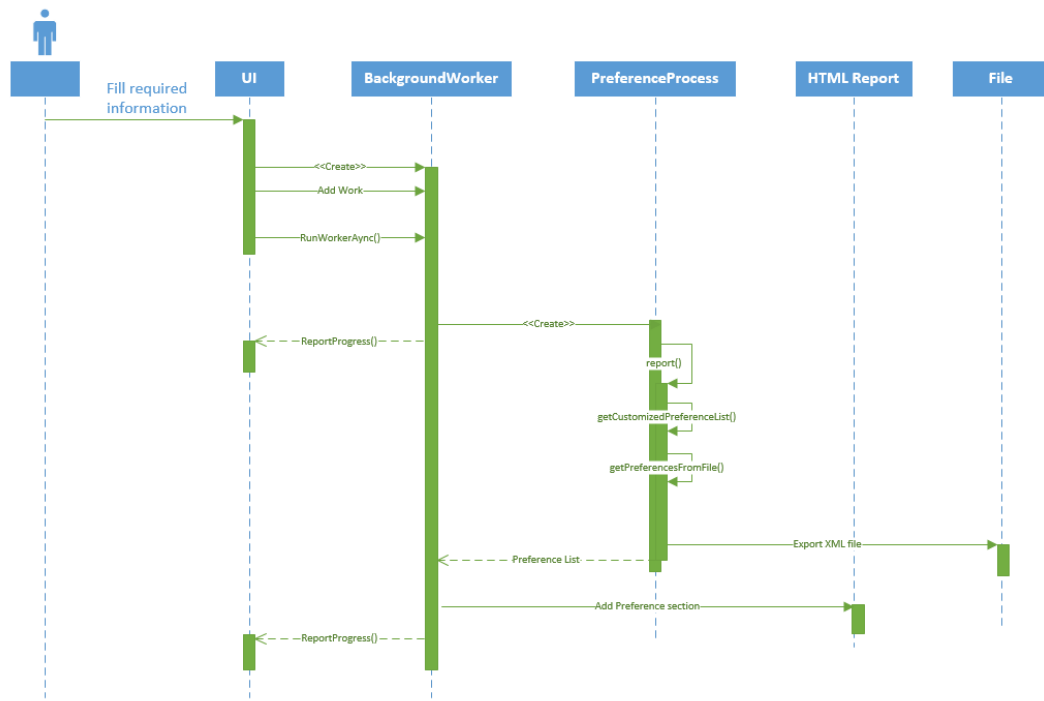 UI
BackgroundWorker
PreferenceProcess
HTML Report
File
Fill required
information
<<Create>>
Add Work
RunWorkerAync()
<<Create>>
ReportProgress()
report()
getCustomizedPreferenceList()
getPreferencesFromFile()
Export XML file
Preference List
Add Preference section
ReportProgress()